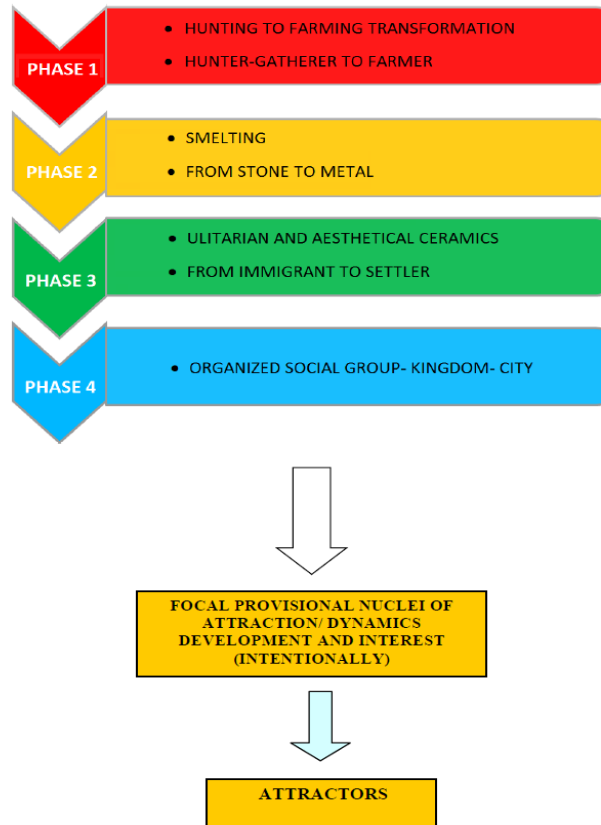 PHASE 1
• HUNTING TO FARMING TRANSFORMATION
• HUNTER-GATHERER TO FARMER
PHASE 2
• SMELTING
• FROM STONE TO METAL
PHASE 3
• ULITARIAN AND AESTHETICAL CERAMICS
• FROM IMMIGRANT TO SETTLER
PHASE 4
• ORGANIZED SOCIAL GROUP- KINGDOM- CITY
FOCAL PROVISIONAL NUCLEI OF
ATTRACTION/ DYNAMICS
DEVELOPMENT AND INTEREST
(INTENTIONALLY)
ATTRACTORS